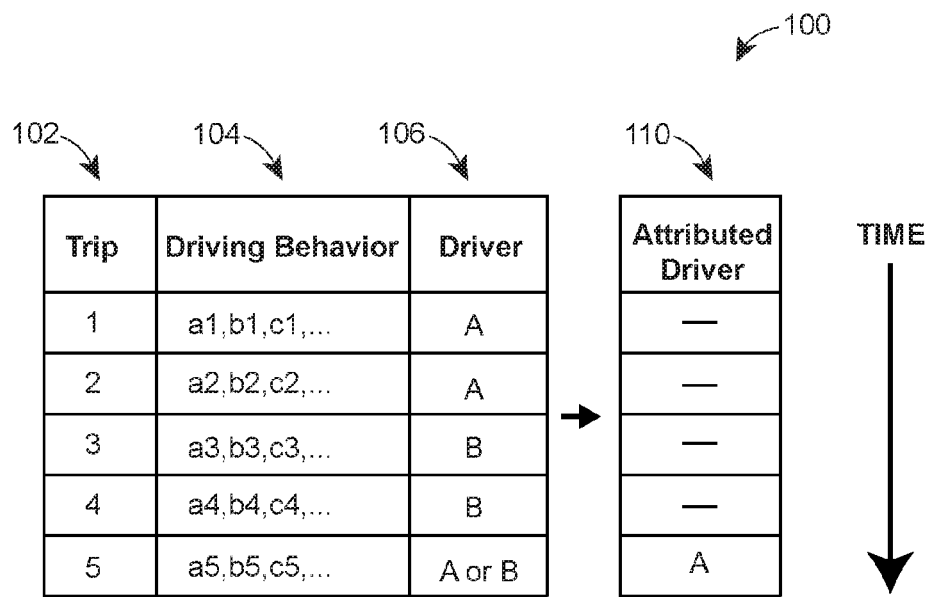 100
102 104 106 110
Trip Driving Behavior Driver Attributed Driver TIME
1 a1,b1,c1,... A —
2 a2,b2,c2,... A —
3 a3,b3,c3,... B —
4 a4,b4,c4,... B —
5 a5,b5,c5,... A or B A